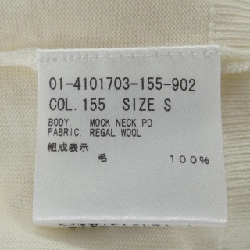 01-4101703-155-902
COL. 155 SIZE S
BODY. MOCK NECK PO
FABRIC. REGAL WOOL
組成表示
毛 100%